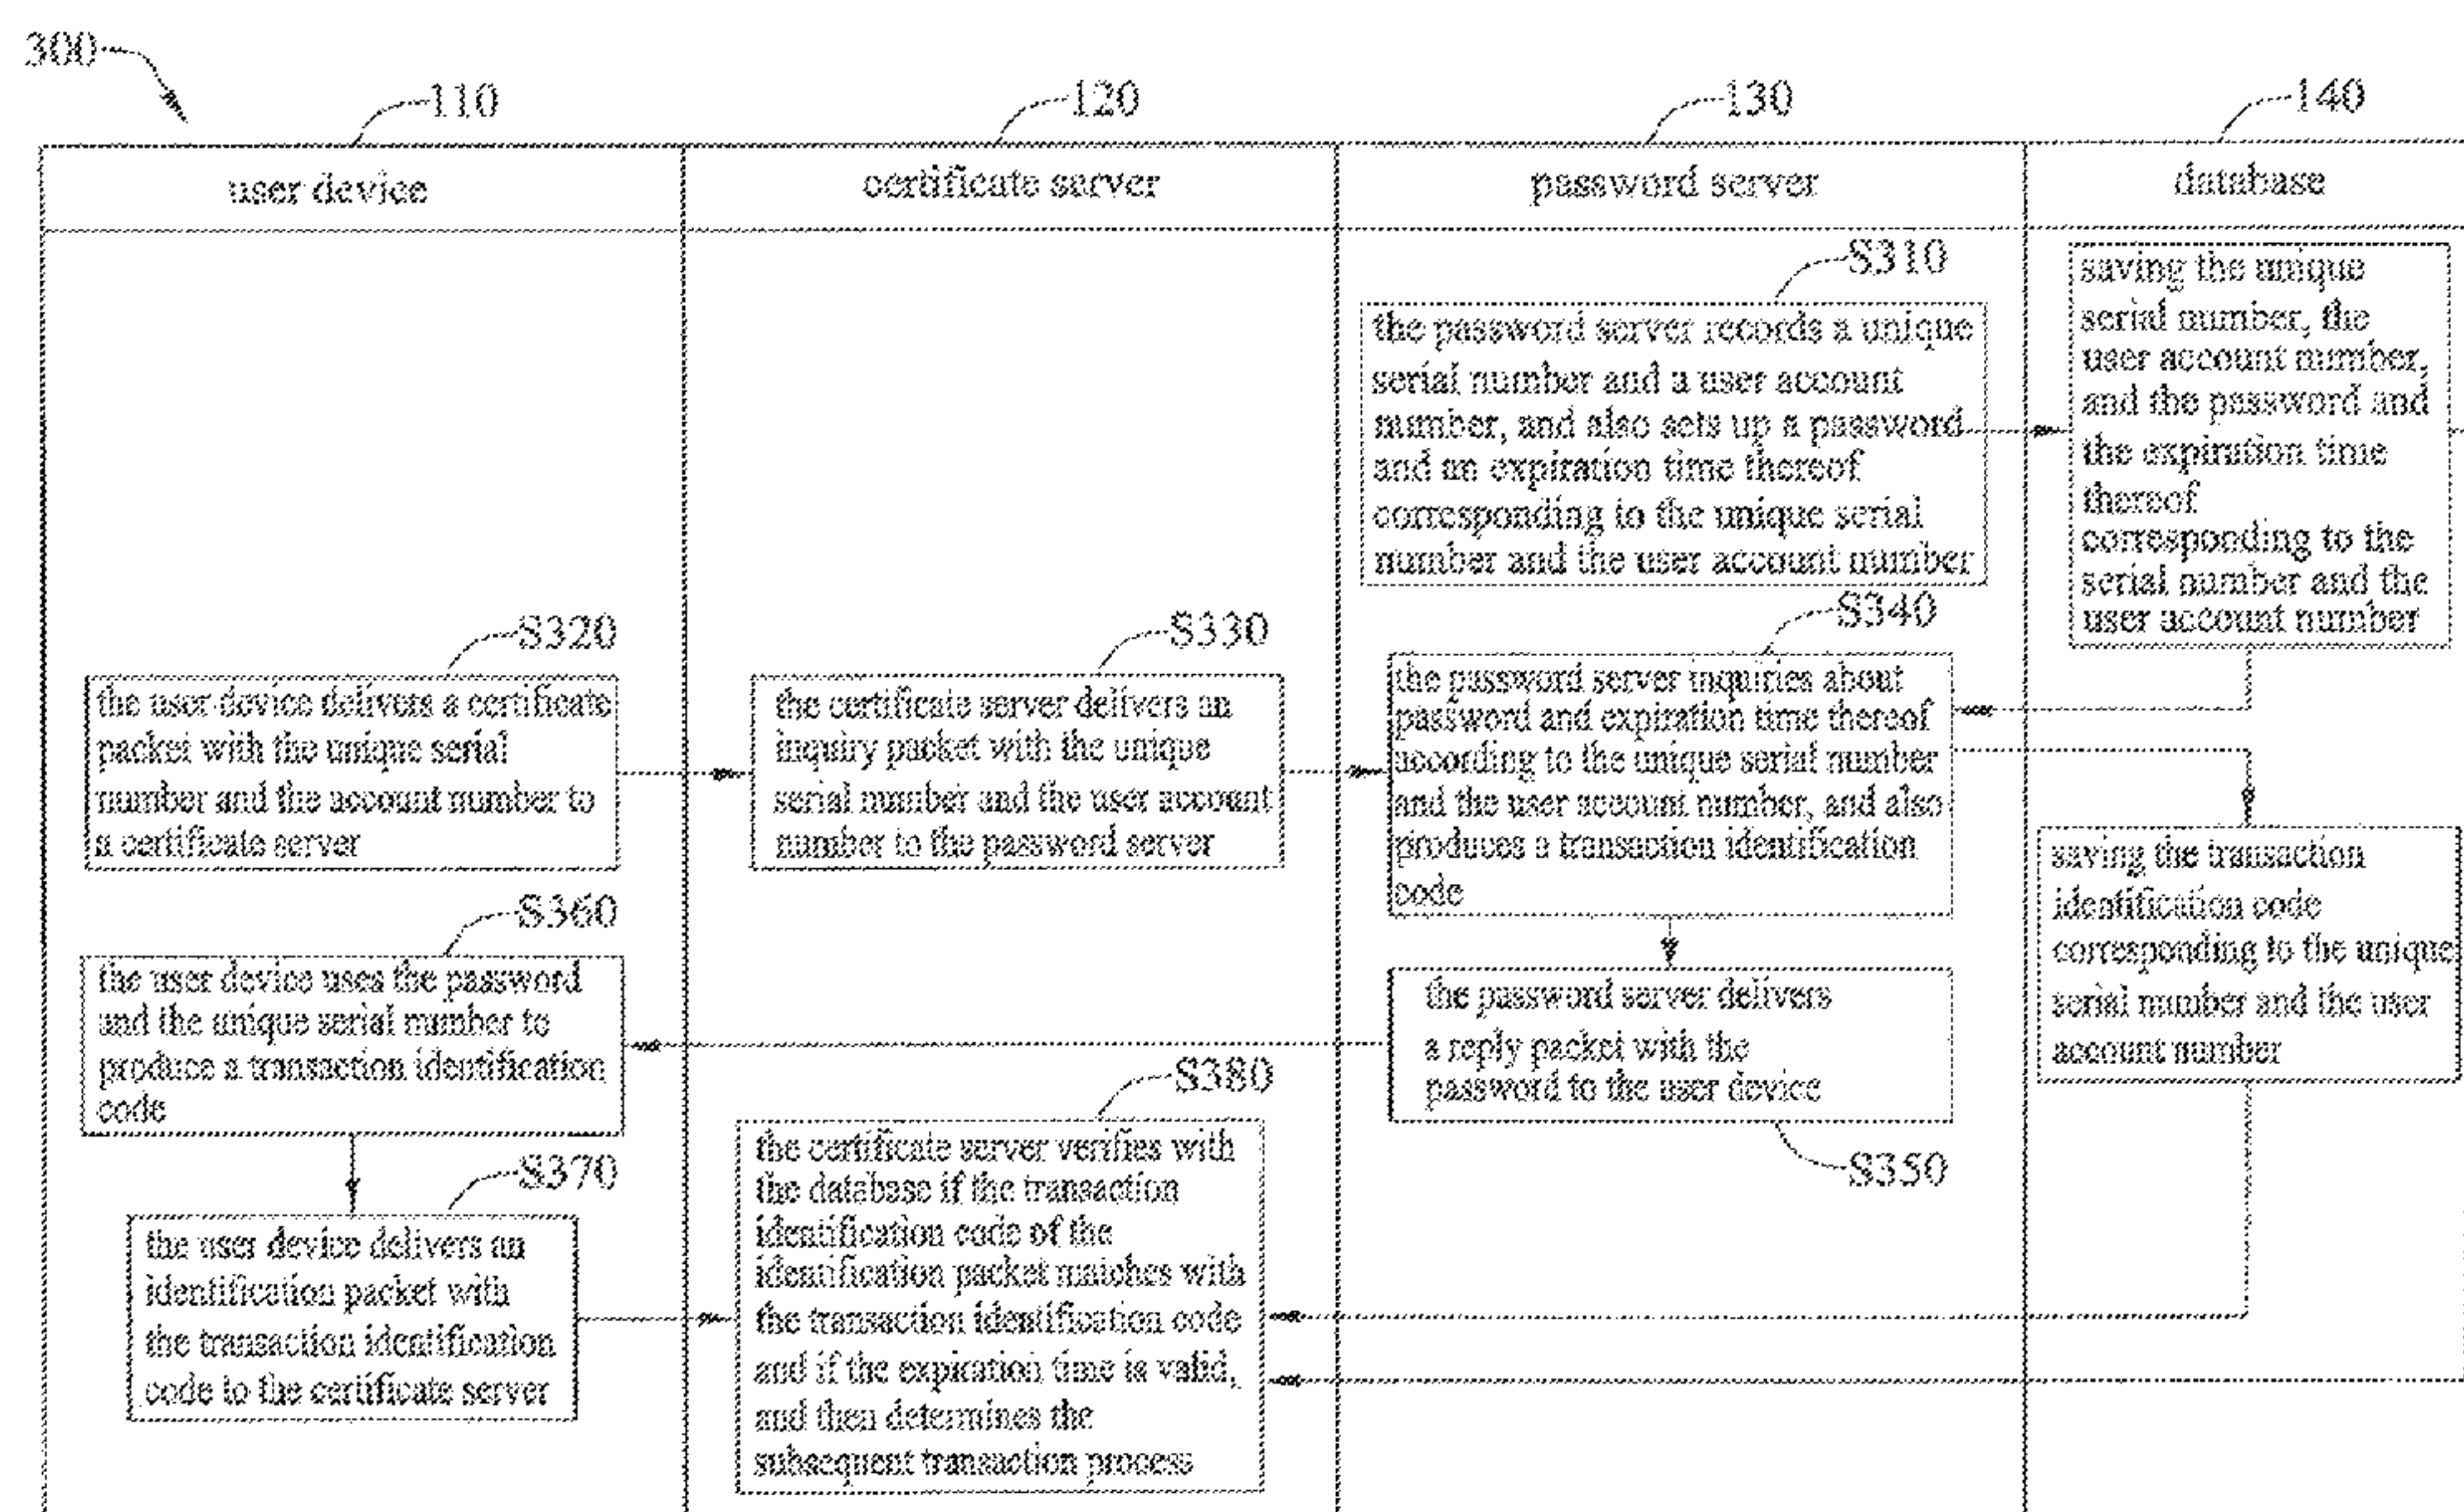 300
110
120
130
140
user device
certificate server
password server
database
S310
the password server records a unique
serial number and a user account
number, and also sets up a password
and an expiration time thereof
corresponding to the unique serial
number and the user account number
saving the unique
serial number, the
user account number,
and the password and
the expiration time
thereof
corresponding to the
serial number and the
user account number
S320
the user device delivers a certificate
packet with the unique serial
number and the account number to
a certificate server
S330
the certificate server delivers an
inquiry packet with the unique
serial number and the user account
number to the password server
S340
the password server inquiries about
password and expiration time thereof
according to the unique serial number
and the user account number, and also
produces a transaction identification
code
saving the transaction
identification code
corresponding to the unique
serial number and the user
account number
S360
the user device uses the password
and the unique serial number to
produce a transaction identification
code
the password server delivers
a reply packet with the
password to the user device
S350
S370
the user device delivers an
identification packet with
the transaction identification
code to the certificate server
S380
the certificate server verifies with
the database if the transaction
identification code of the
identification packet matches with
the transaction identification code
and if the expiration time is valid,
and then determines the
subsequent transaction process